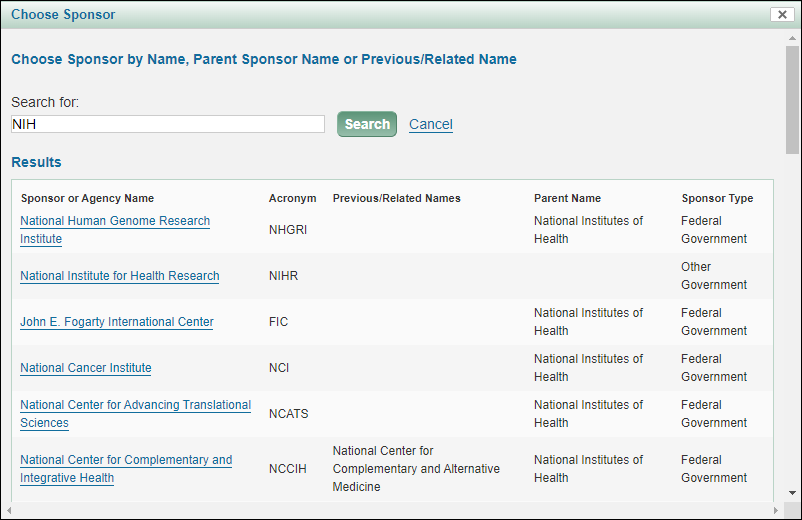 Choose Sponsor
Choose Sponsor by Name, Parent Sponsor Name or Previous/Related Name
Search for:
NIH
Search Cancel
Results
Sponsor or Agency Name Acronym Previous/Related Names Parent Name Sponsor Type
National Human Genome Research
Institute
NHGRI
National Institutes of
Health
Federal
Government
National Institute for Health Research
NIHR
Other
Government
John E. Fogarty International Center
FIC
National Institutes of
Health
Federal
Government
National Cancer Institute
NCI
National Institutes of
Health
Federal
Government
National Center for Advancing Translational
Sciences
NCATS
National Institutes of
Health
Federal
Government
National Center for Complementary and
Integrative Health
NCCIH
National Center for
Complementary and Alternative
Medicine
National Institutes of
Health
Federal
Government